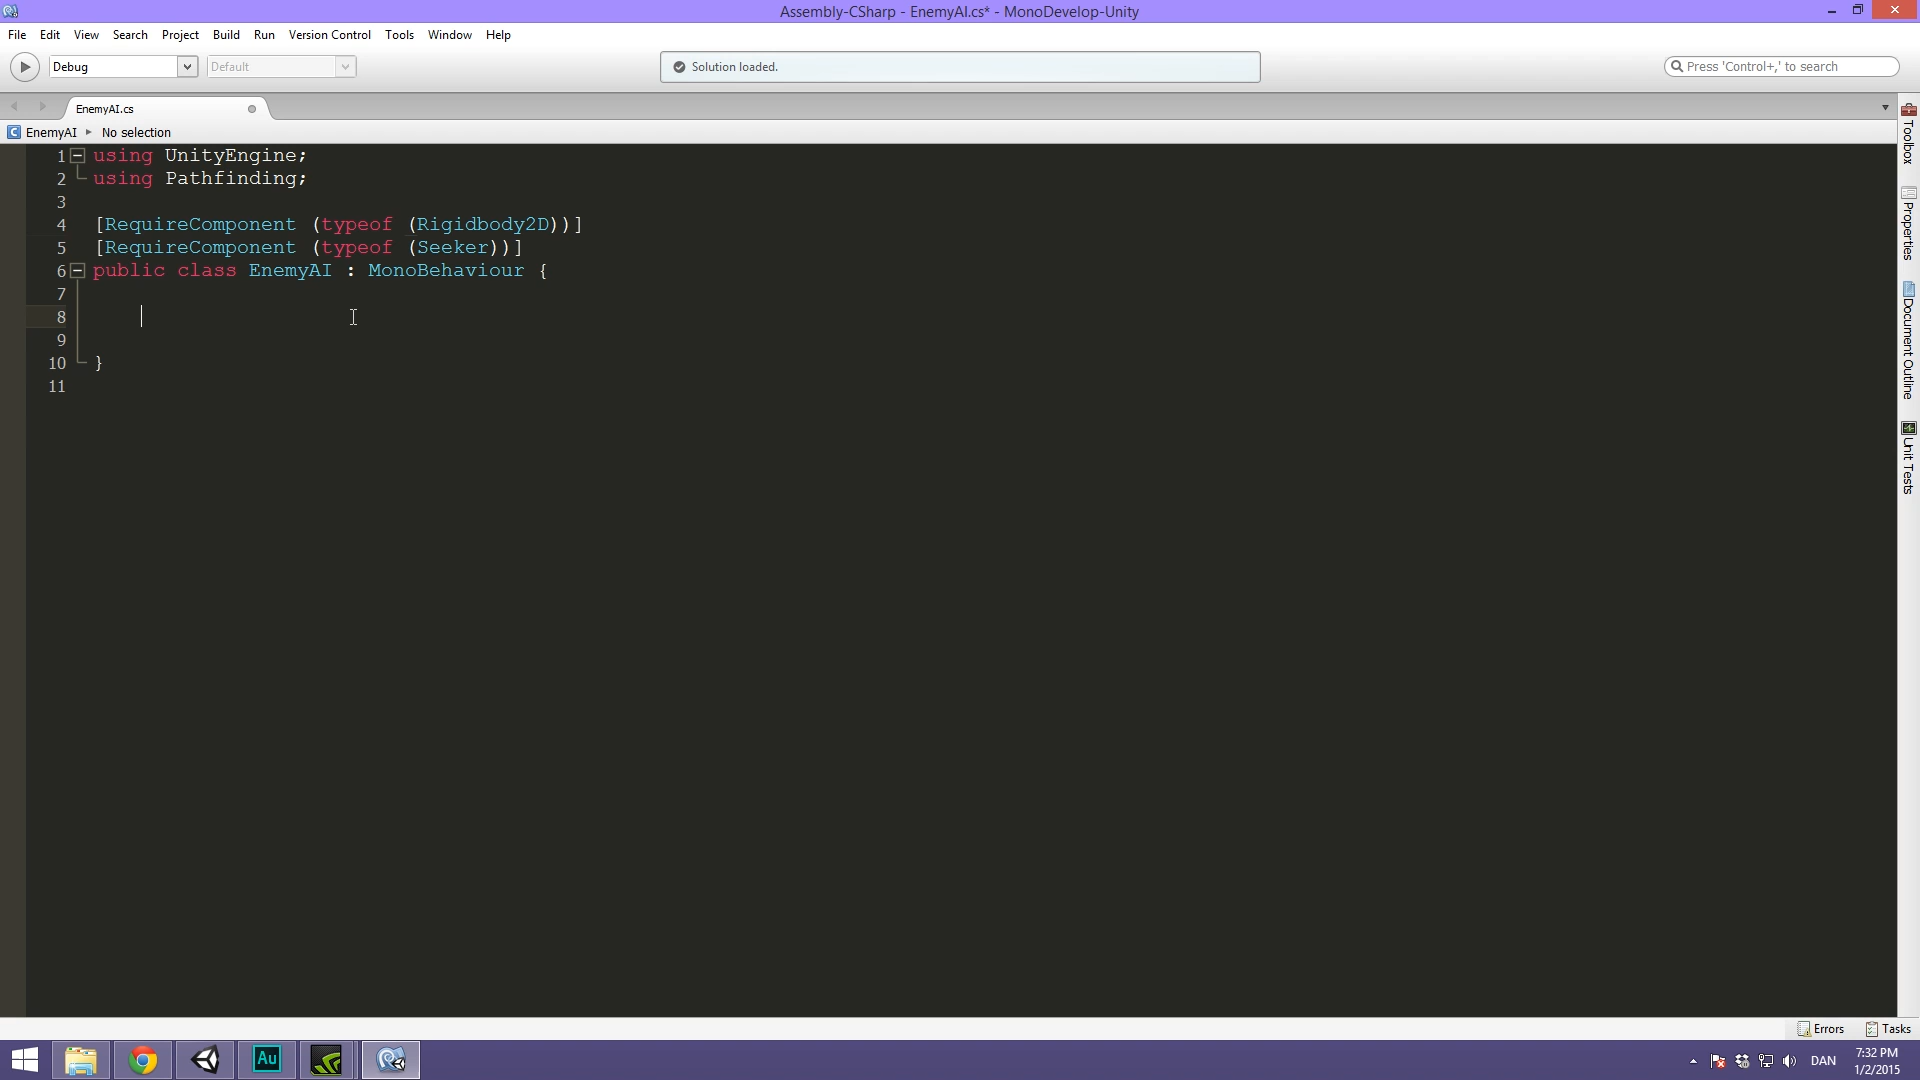 Assembly-CSharp - EnemyAI.cs* - MonoDevelop-Unity
File Edit View Search Project Build Run Version Control Tools Window Help
Debug Default Solution loaded. Press 'Control+,' to search
EnemyAI.cs
C EnemyAI No selection
1 using UnityEngine;
2 using Pathfinding;
3
4 [RequireComponent (typeof (Rigidbody2D))]
5 [RequireComponent (typeof (Seeker))]
6 public class EnemyAI : MonoBehaviour {
7
8
9
10 }
11
Toolbox
Properties
Document Outline
Unit Tests
Errors Tasks
Au
DAN
7:32 PM
1/2/2015